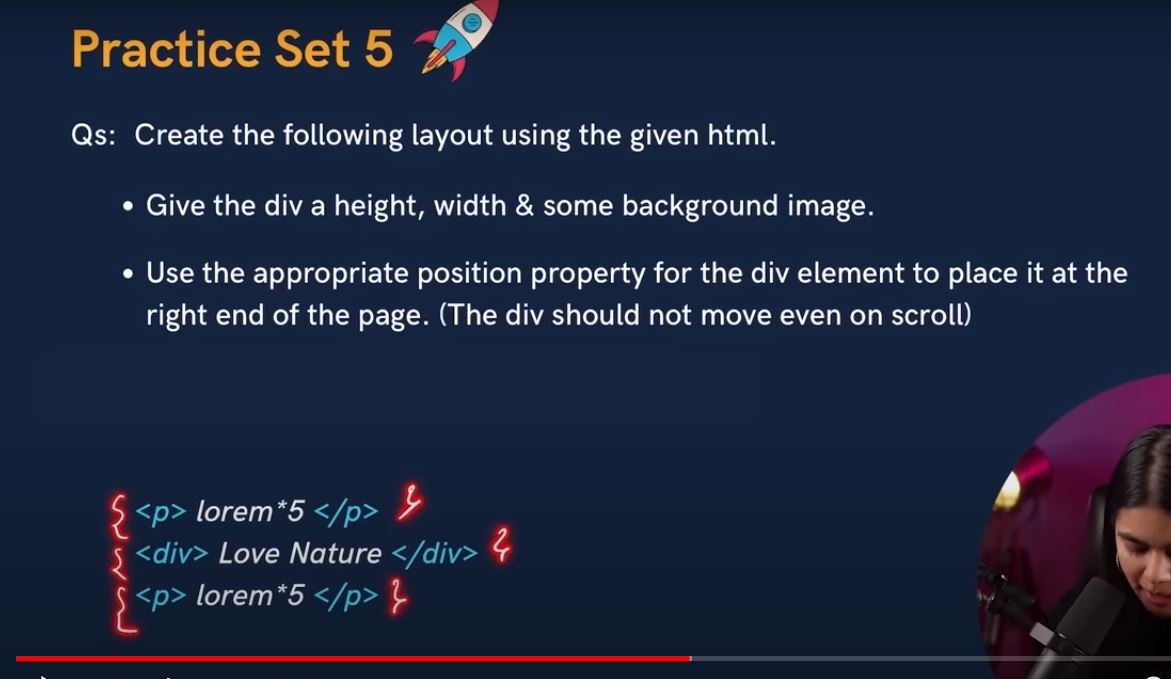 Practice Set 5
Qs: Create the following layout using the given html.
• Give the div a height, width & some background image.
• Use the appropriate position property for the div element to place it at the
right end of the page. (The div should not move even on scroll)
{ <p> lorem*5 </p> }
{ <div> Love Nature </div> }
{ <p> lorem*5 </p> }